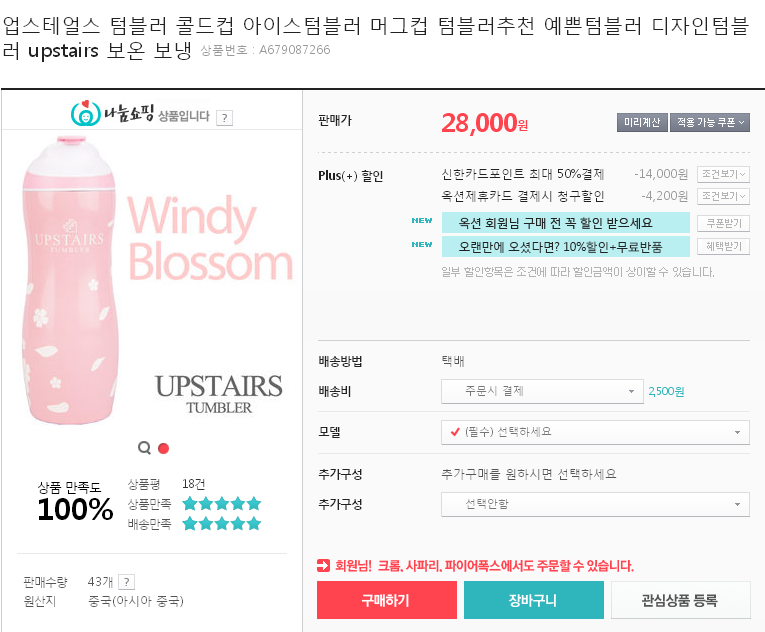 업스테얼스 텀블러 콜드컵 아이스텀블러 머그컵 텀블러추천 예쁜텀블러 디자인텀블
러 upstairs 보온 보냉 상품번호 : A679087266
나눔쇼핑 상품입니다 ?
UPSTAIRS
TUMBLER
Windy
Blossom
UPSTAIRS
TUMBLER
상품 만족도
100%
상품평 18건
상품만족
배송만족
판매수량 43개 ?
원산지 중국(아시아 중국)
판매가 28,000원 미리계산 적용 가능 쿠폰
Plus(+) 할인 신한카드포인트 최대 50%결제 -14,000원 조건보기
옥션제휴카드 결제시 청구할인 -4,200원 조건보기
NEW 옥션 회원님 구매 전 꼭 할인 받으세요 쿠폰받기
NEW 오랜만에 오셨다면? 10%할인+무료반품 혜택받기
일부 할인항목은 조건에 따라 할인금액이 상이할 수 있습니다.
배송방법 택배
배송비 주문시 결제 2,500원
모델 (필수) 선택하세요
추가구성 추가구매를 원하시면 선택하세요
추가구성 선택안함
회원님! 크롬, 사파리, 파이어폭스에서도 주문할 수 있습니다.
구매하기 장바구니 관심상품 등록